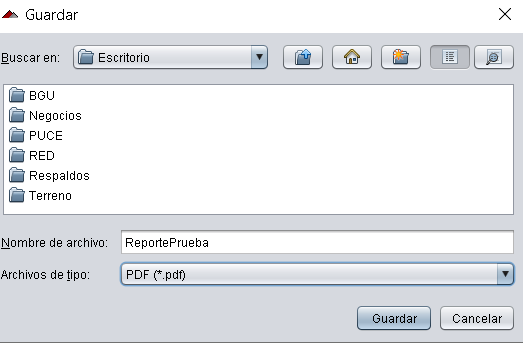 Guardar
Buscar en: Escritorio
BGU
Negocios
PUCE
RED
Respaldos
Terreno
Nombre de archivo: ReportePrueba
Archivos de tipo: PDF (*.pdf)
Guardar Cancelar